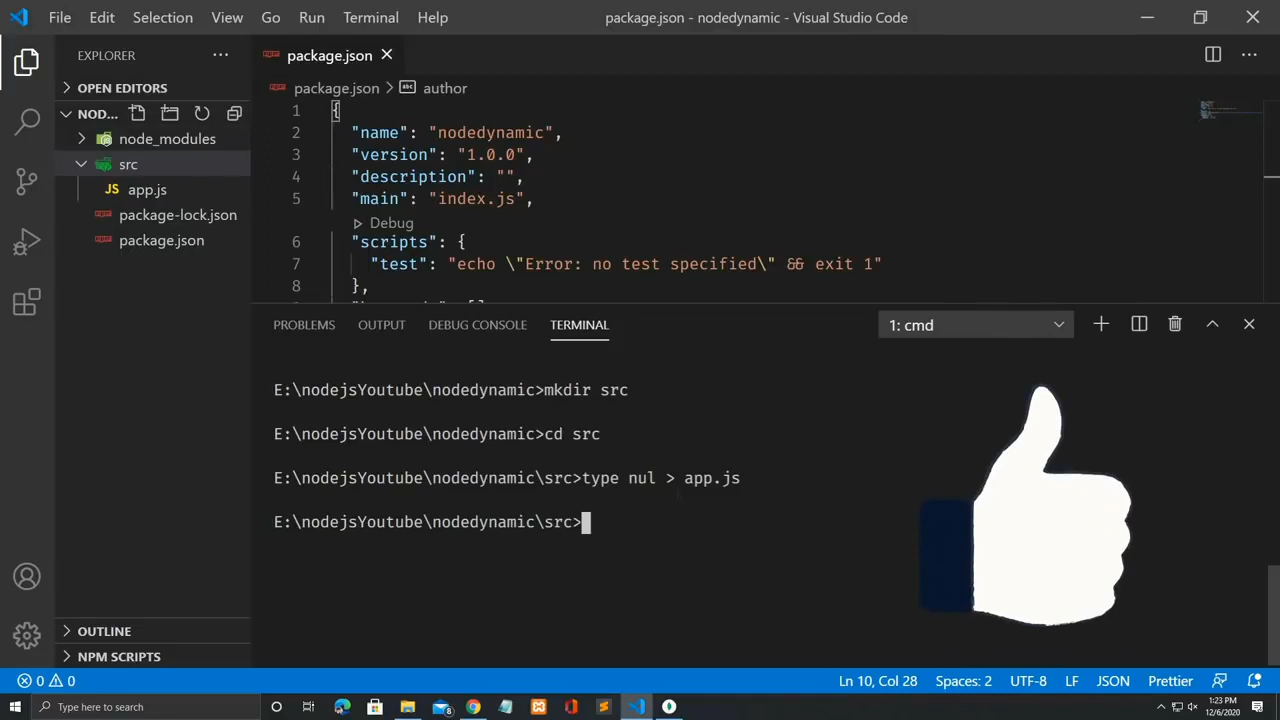 File Edit Selection View Go Run Terminal Help package.json - nodedynamic - Visual Studio Code
EXPLORER
OPEN EDITORS
NOD...
node_modules
src
JS app.js
package-lock.json
package.json
OUTLINE
NPM SCRIPTS
package.json
package.json > abc author
1 {
2 "name": "nodedynamic",
3 "version": "1.0.0",
4 "description": "",
5 "main": "index.js",
Debug
6 "scripts": {
7 "test": "echo \"Error: no test specified\" && exit 1"
8 },
PROBLEMS OUTPUT DEBUG CONSOLE TERMINAL 1: cmd
E:\nodejsYoutube\nodedynamic>mkdir src
E:\nodejsYoutube\nodedynamic>cd src
E:\nodejsYoutube\nodedynamic\src>type nul > app.js
E:\nodejsYoutube\nodedynamic\src>
0 0 Ln 10, Col 28 Spaces: 2 UTF-8 LF JSON Prettier
Type here to search
1:23 PM
12/6/2020